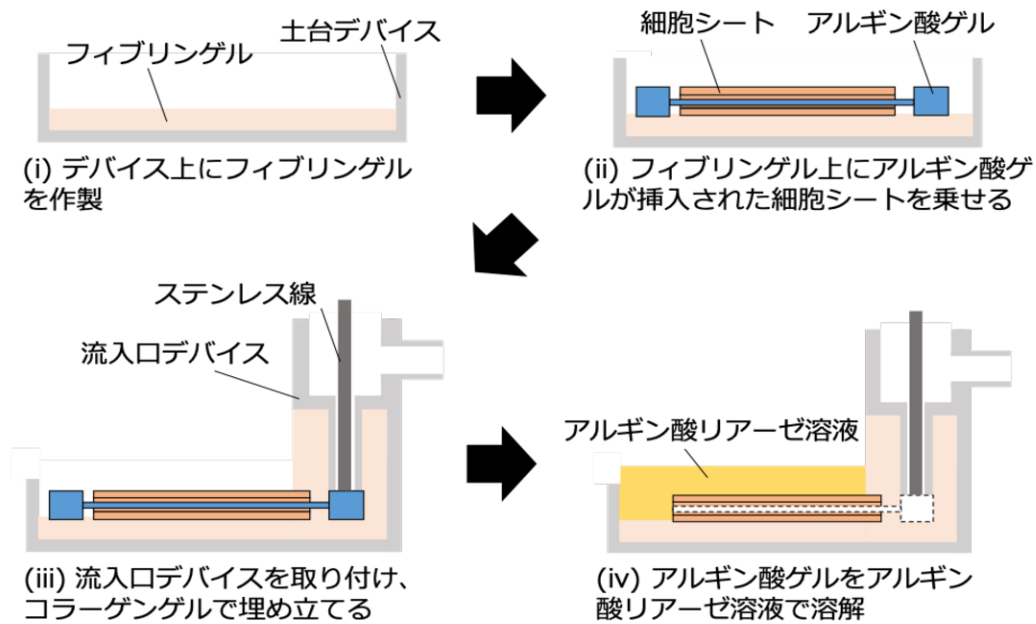 フィブリンゲル
土台デバイス
(i) デバイス上にフィブリンゲル
を作製
細胞シート
アルギン酸ゲル
(ii) フィブリンゲル上にアルギン酸ゲ
ルが挿入された細胞シートを乗せる
ステンレス線
流入口デバイス
(iii) 流入口デバイスを取り付け、
コラーゲンゲルで埋め立てる
アルギン酸リアーゼ溶液
(iv) アルギン酸ゲルをアルギン
酸リアーゼ溶液で溶解